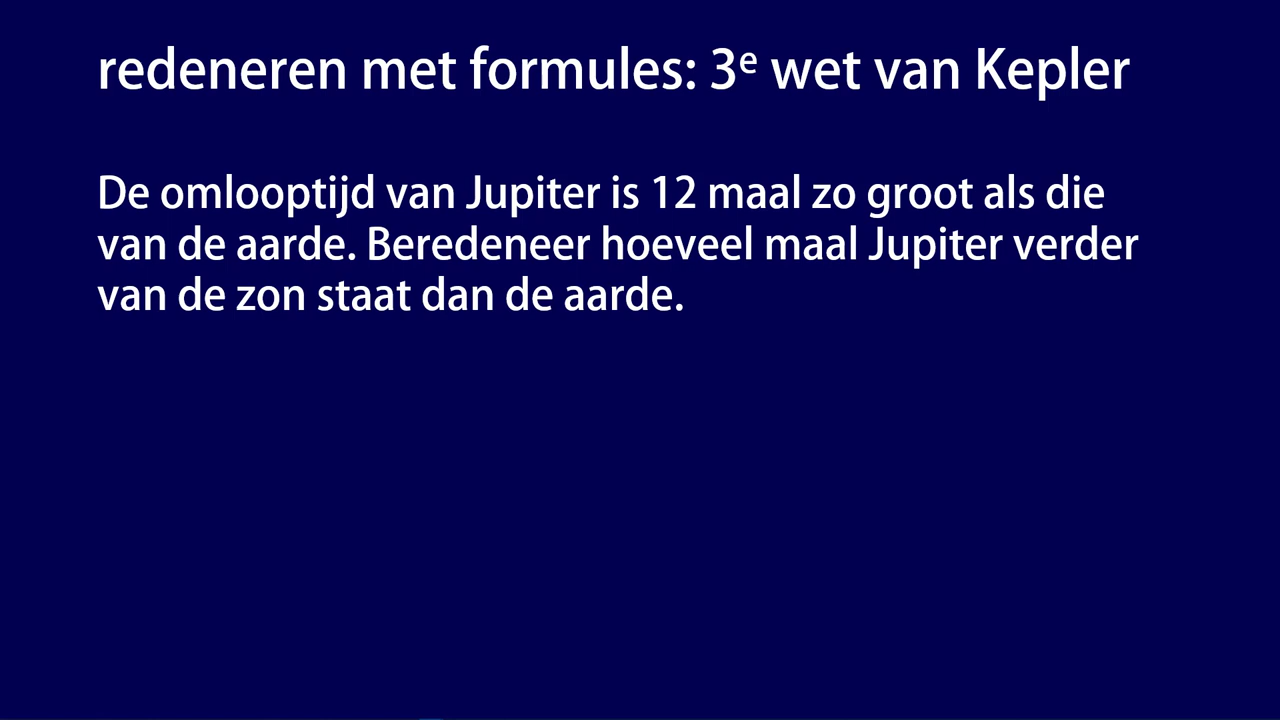 redeneren met formules: 3ᵉ wet van Kepler
De omlooptijd van Jupiter is 12 maal zo groot als die
van de aarde. Beredeneer hoeveel maal Jupiter verder
van de zon staat dan de aarde.